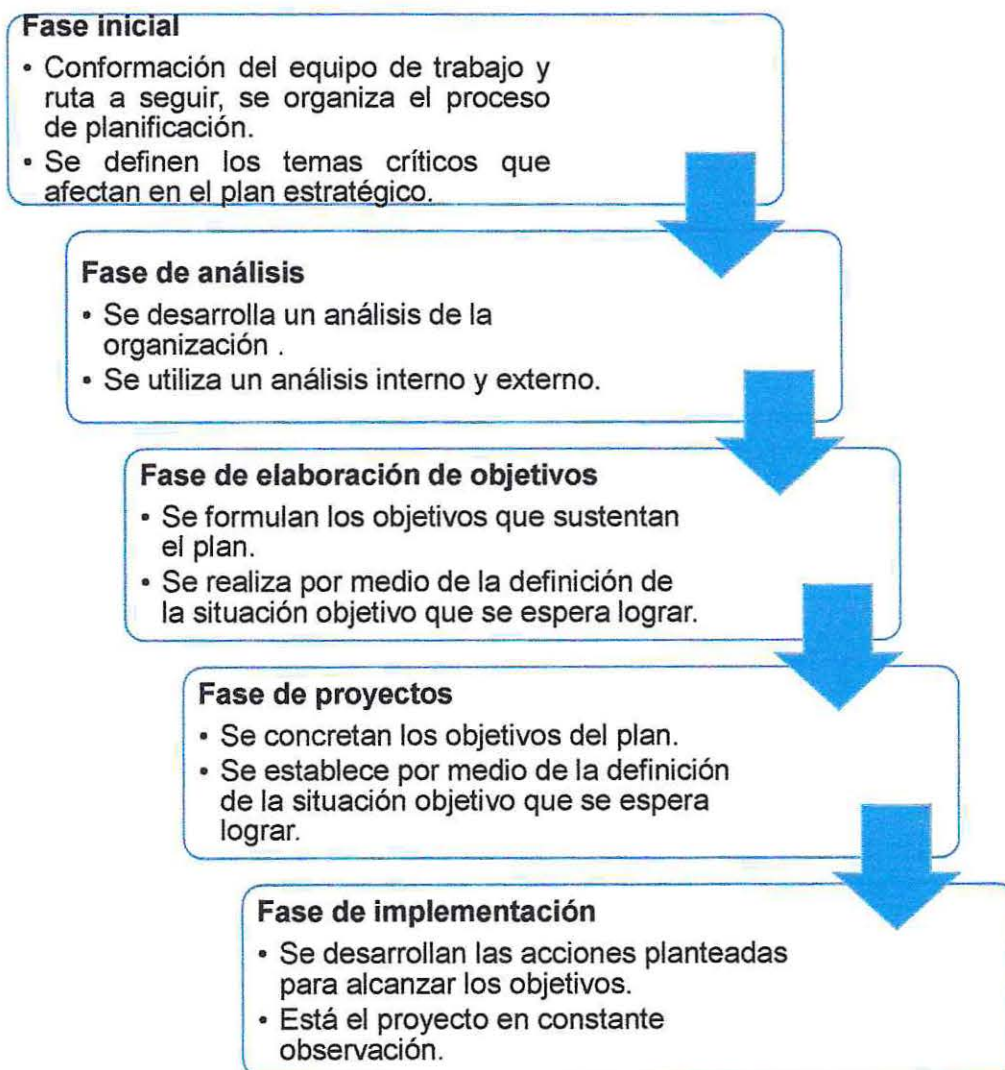 Fase inicial
• Conformación del equipo de trabajo y
ruta a seguir, se organiza el proceso
de planificación.
• Se definen los temas críticos que
afectan en el plan estratégico.
Fase de análisis
• Se desarrolla un análisis de la
organización .
• Se utiliza un análisis interno y externo.
Fase de elaboración de objetivos
• Se formulan los objetivos que sustentan
el plan.
• Se realiza por medio de la definición de
la situación objetivo que se espera lograr.
Fase de proyectos
• Se concretan los objetivos del plan.
• Se establece por medio de la definición
de la situación objetivo que se espera
lograr.
Fase de implementación
• Se desarrollan las acciones planteadas
para alcanzar los objetivos.
• Está el proyecto en constante
observación.